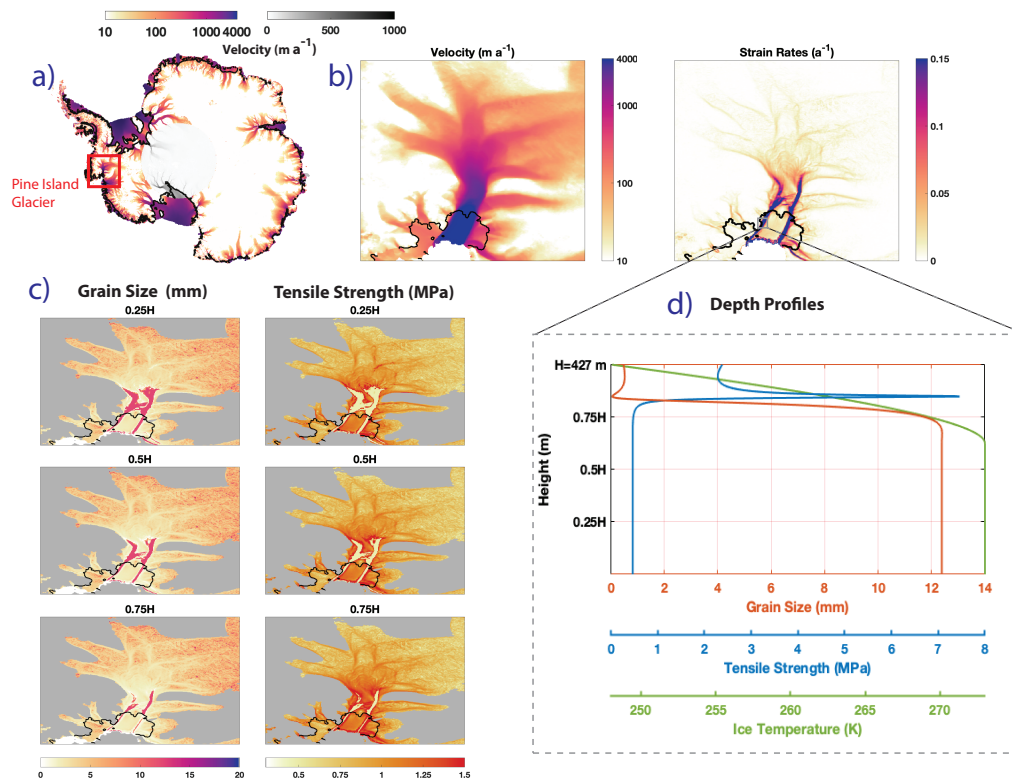 10 100 1000 4000
0 500 1000
Velocity (m a⁻¹)
a)
Pine Island
Glacier
b)
Velocity (m a⁻¹)
4000
1000
100
10
Strain Rates (a⁻¹)
0.15
0.1
0.05
0
c)
Grain Size (mm)
Tensile Strength (MPa)
0.25H
0.25H
0.5H
0.5H
0.75H
0.75H
0 5 10 15 20
0.5 0.75 1 1.25 1.5
d)
Depth Profiles
H=427 m
0.75H
0.5H
0.25H
Height (m)
0 2 4 6 8 10 12 14
Grain Size (mm)
0 1 2 3 4 5 6 7 8
Tensile Strength (MPa)
250 255 260 265 270
Ice Temperature (K)